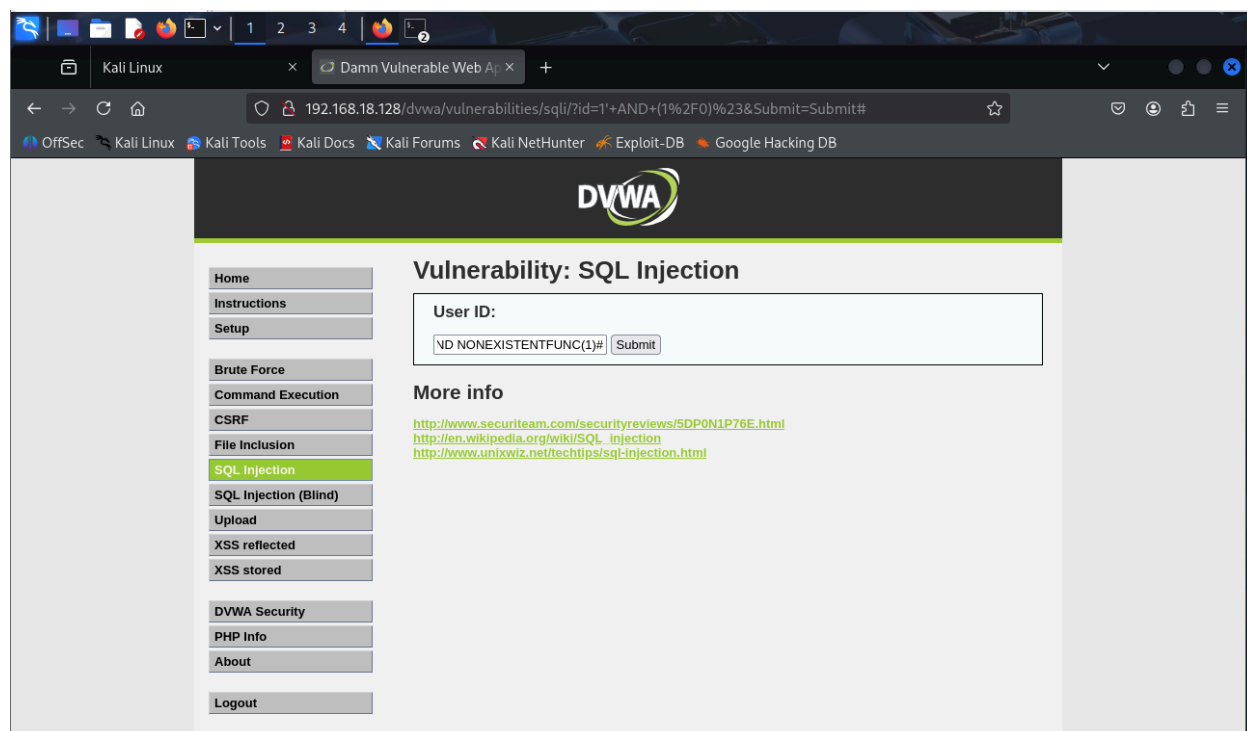 1 2 3 4 2
Kali Linux × Damn Vulnerable Web Ap × +
192.168.18.128/dvwa/vulnerabilities/sqli/?id=1'+AND+(1%2F0)%23&Submit=Submit#
OffSec Kali Linux Kali Tools Kali Docs Kali Forums Kali NetHunter Exploit-DB Google Hacking DB
DVWA
Home
Instructions
Setup
Brute Force
Command Execution
CSRF
File Inclusion
SQL Injection
SQL Injection (Blind)
Upload
XSS reflected
XSS stored
DVWA Security
PHP Info
About
Logout
Vulnerability: SQL Injection
User ID:
ND NONEXISTENTFUNC(1)# Submit
More info
http://www.securiteam.com/securityreviews/5DP0N1P76E.html
http://en.wikipedia.org/wiki/SQL_injection
http://www.unixwiz.net/techtips/sql-injection.html